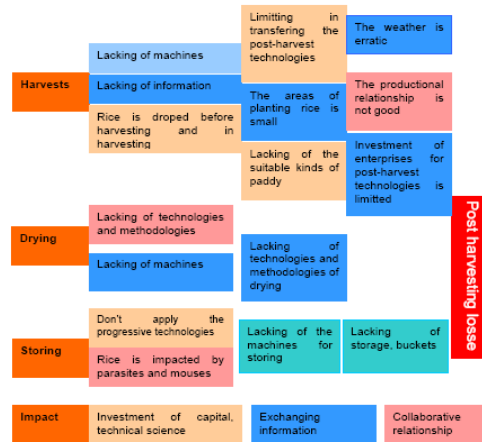 Harvests
Lacking of machines
Lacking of information
Rice is droped before
harvesting and in
harvesting
Limitting in
transfering the
post-harvest
technologies
The areas of
planting rice is
small
Lacking of the
suitable kinds of
paddy
The weather is
erratic
The productional
relationship is
not good
Investment of
enterprises for
post-harvest
technologies is
limitted
Drying
Lacking of technologies
and methodologies
Lacking of machines
Lacking of
technologies and
methodologies of
drying
Storing
Don't apply the
progressive technologies
Rice is impacted by
parasites and mouses
Lacking of the
machines for
storing
Lacking of
storage, buckets
Post harvesting losse
Impact
Investment of capital,
technical science
Exchanging
information
Collaborative
relationship